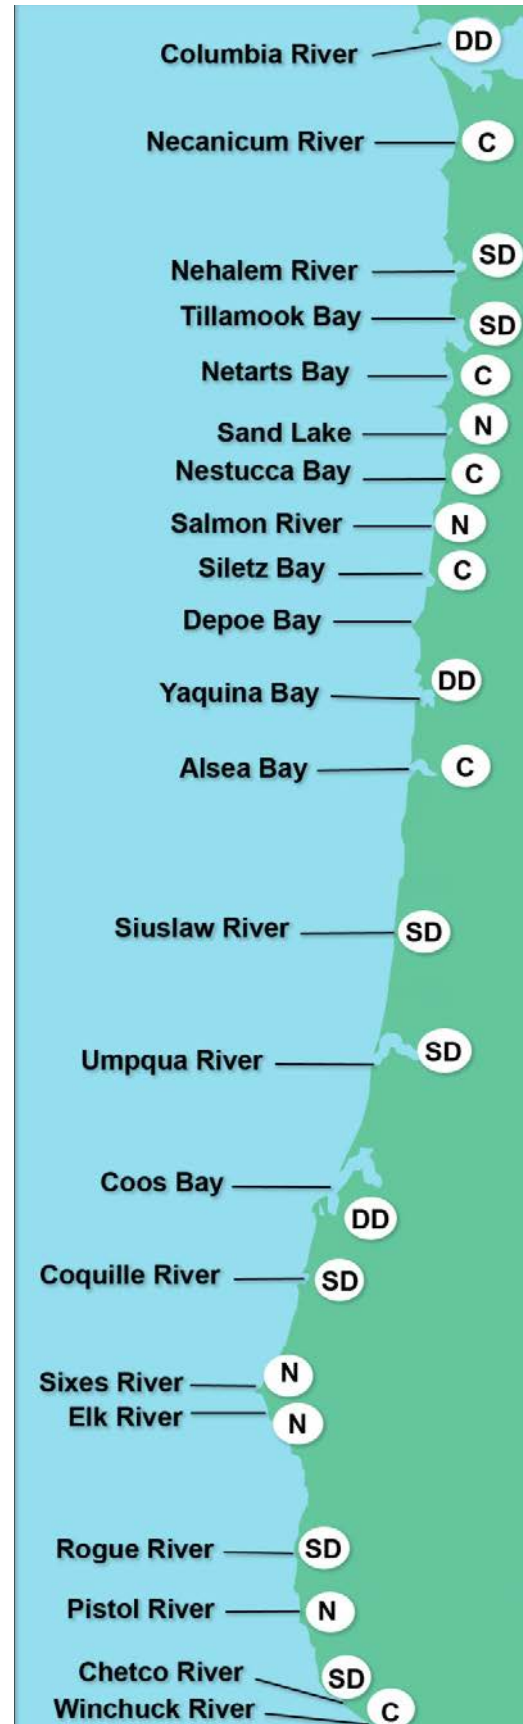 Columbia River DD
Necanicum River C
Nehalem River SD
Tillamook Bay SD
Netarts Bay C
Sand Lake N
Nestucca Bay C
Salmon River N
Siletz Bay C
Depoe Bay
Yaquina Bay DD
Alsea Bay C
Siuslaw River SD
Umpqua River SD
Coos Bay DD
Coquille River SD
Sixes River N
Elk River N
Rogue River SD
Pistol River N
Chetco River SD
Winchuck River C